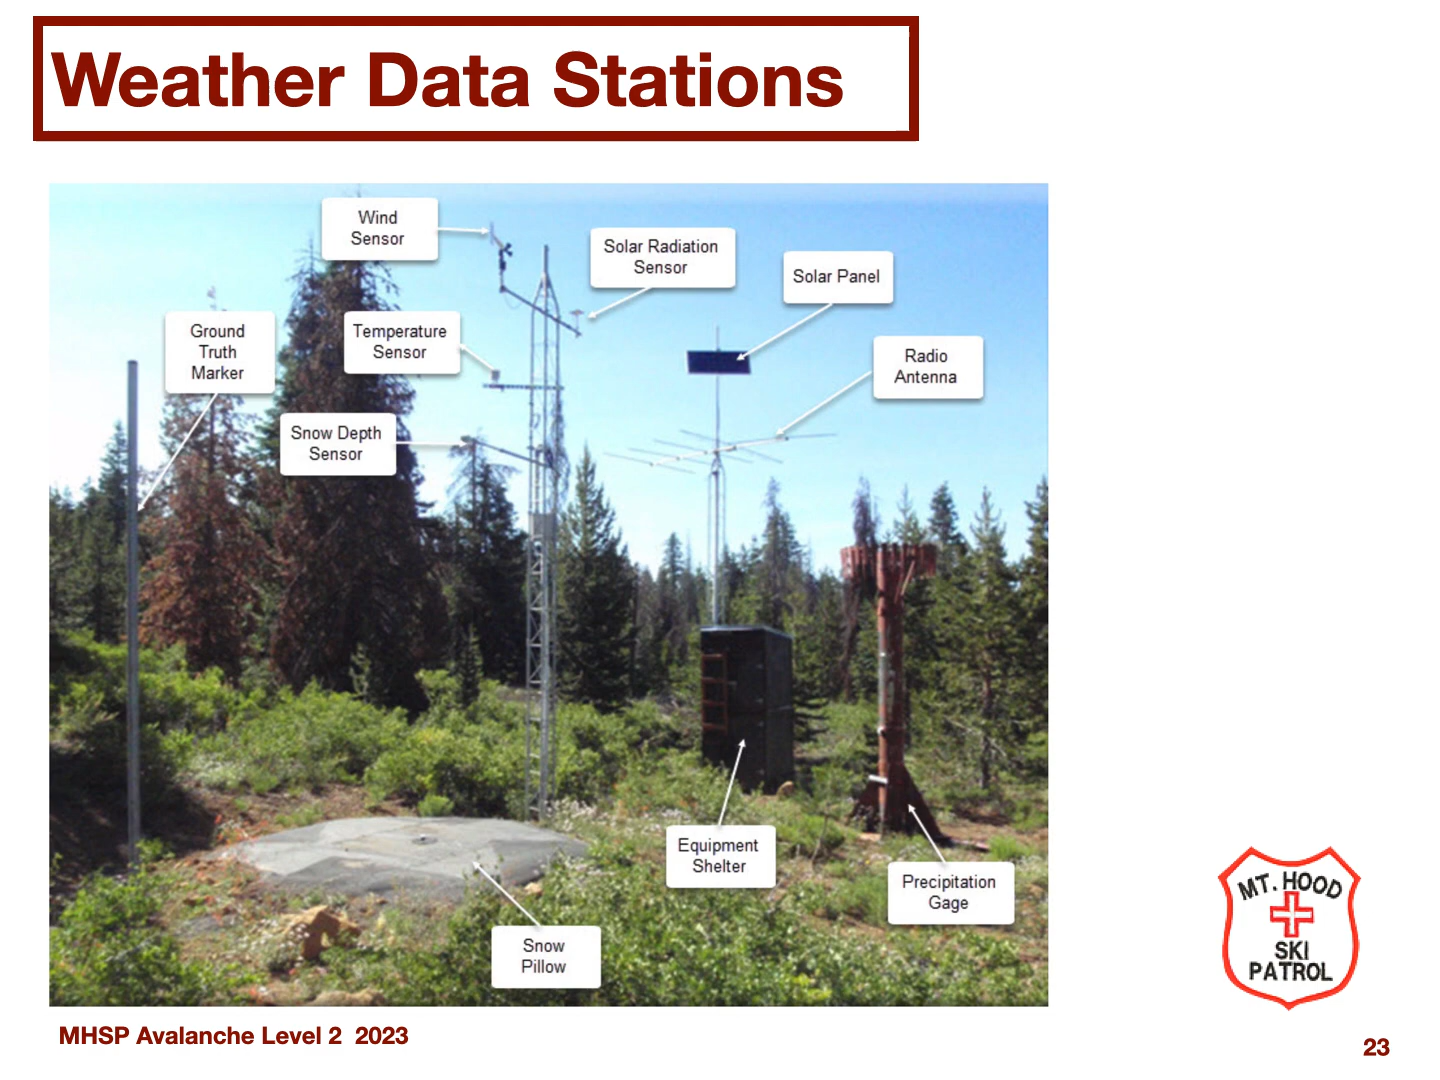 Weather Data Stations
Wind
Sensor
Solar Radiation
Sensor
Solar Panel
Ground
Truth
Marker
Temperature
Sensor
Radio
Antenna
Snow Depth
Sensor
Equipment
Shelter
Precipitation
Gage
Snow
Pillow
MT. HOOD
SKI
PATROL
MHSP Avalanche Level 2 2023
23